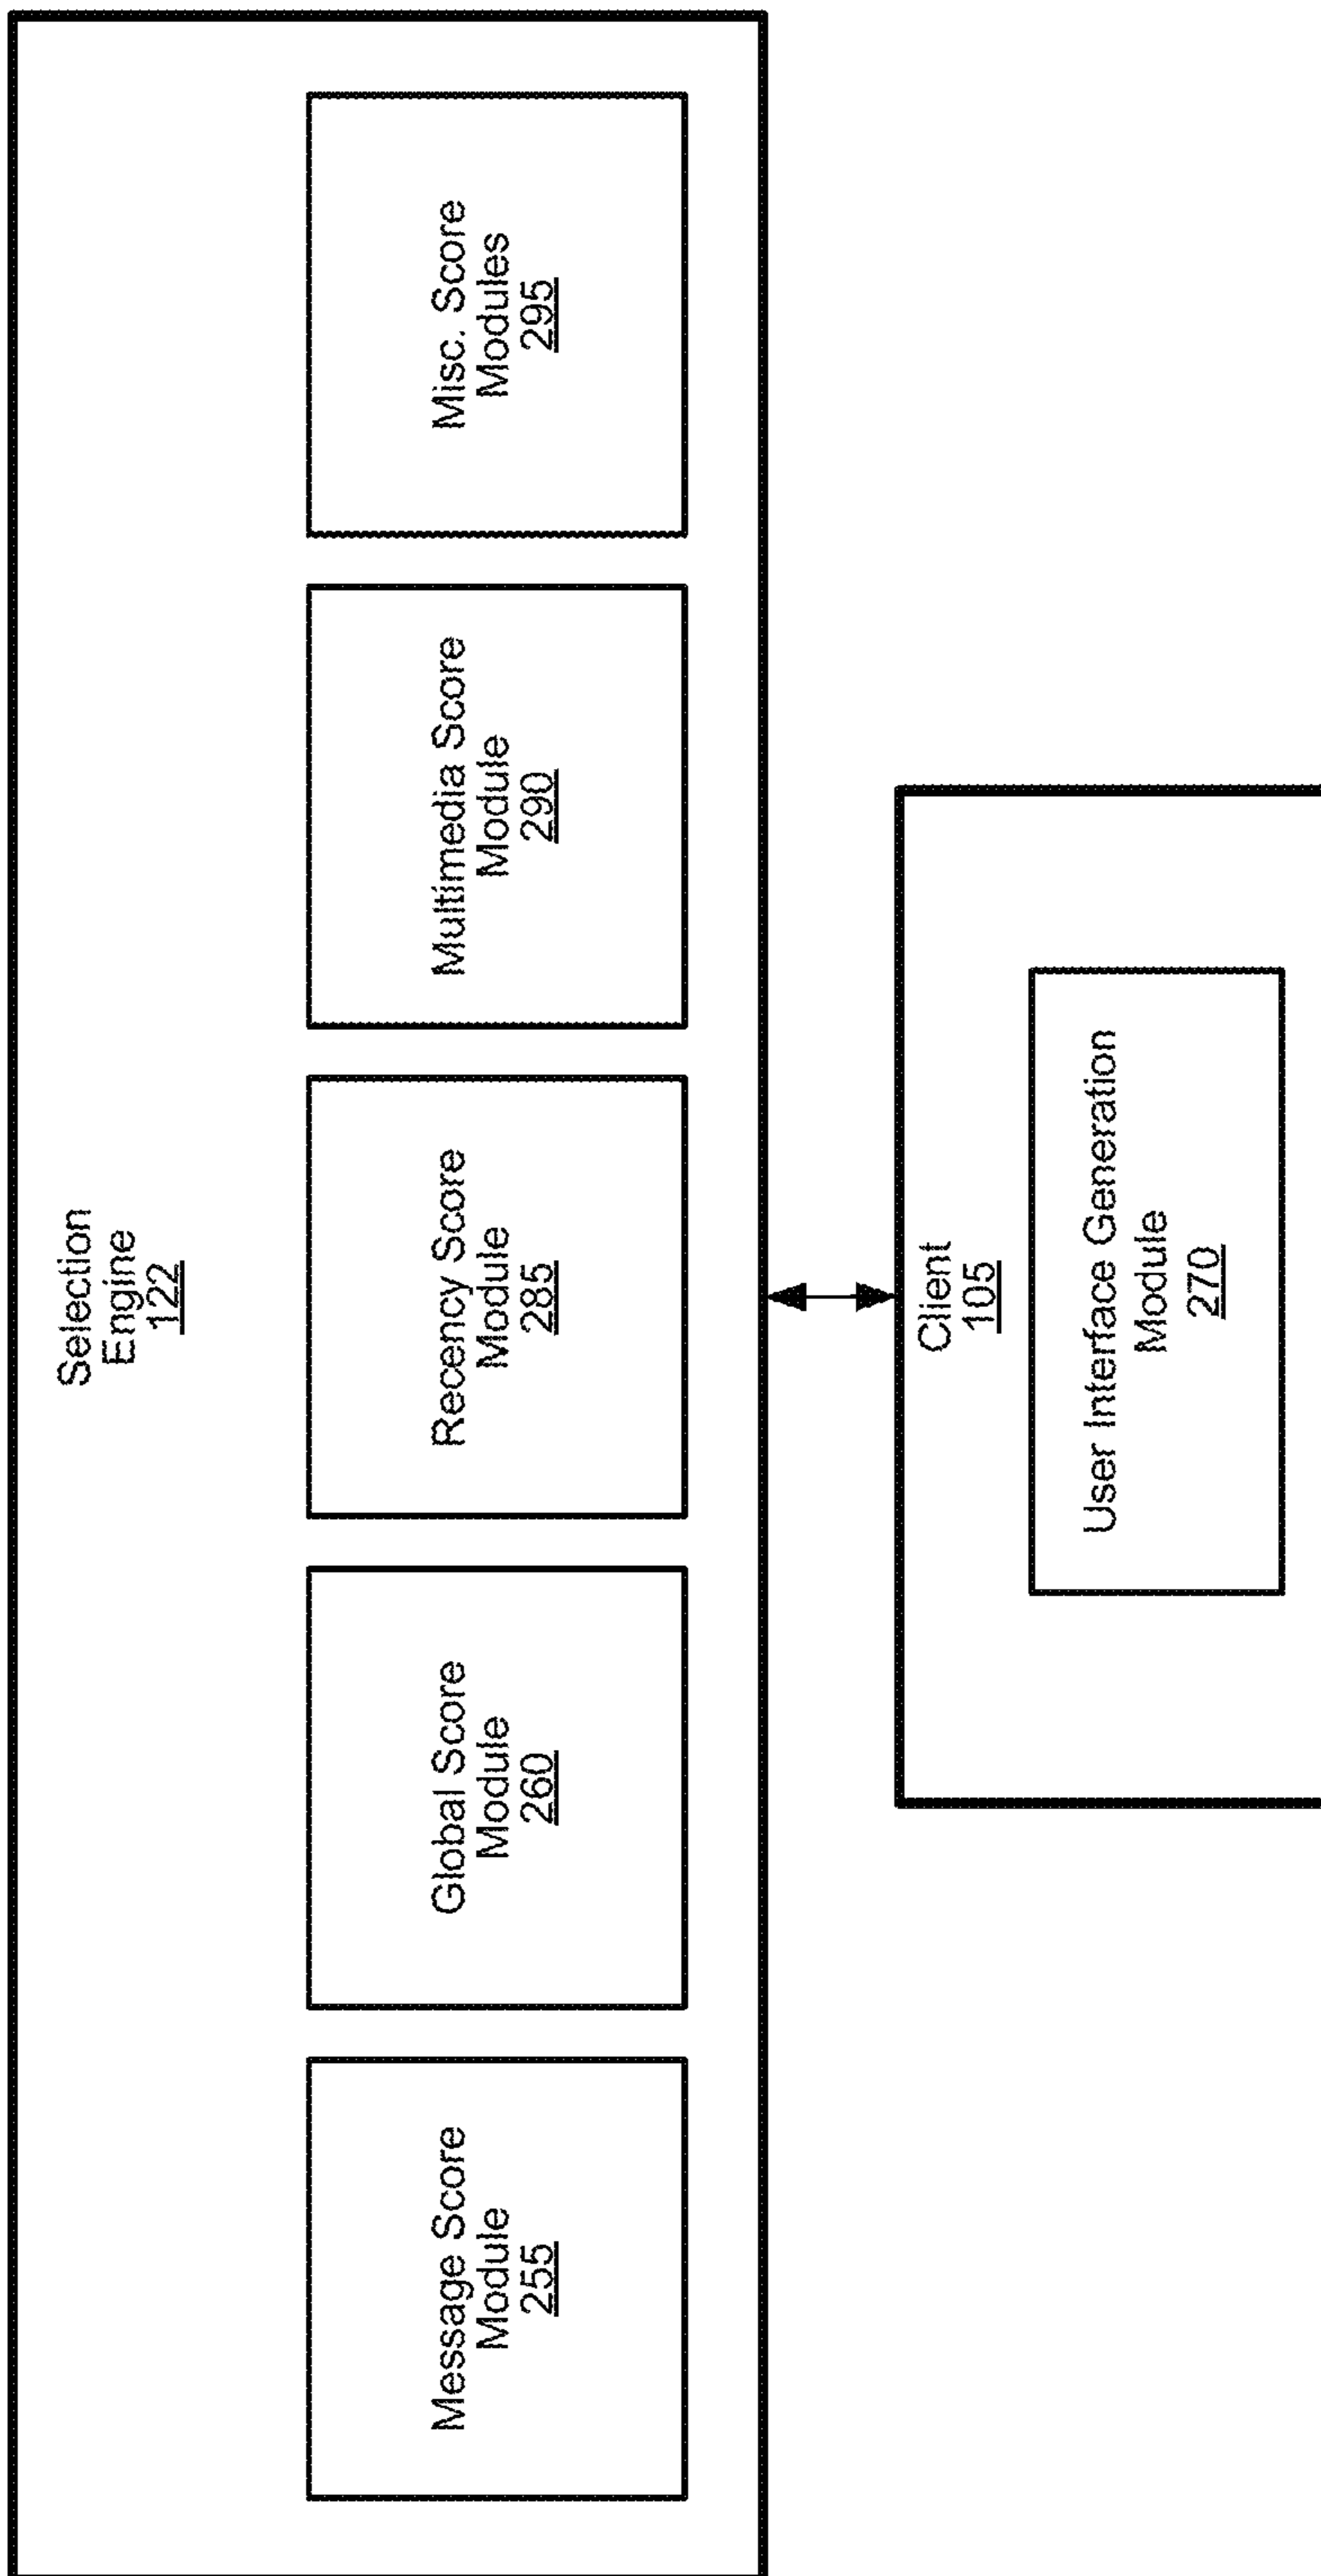 Selection
Engine
122
Message Score
Module
255
Global Score
Module
260
Recency Score
Module
285
Multimedia Score
Module
290
Misc. Score
Modules
295
Client
105
User Interface Generation
Module
270